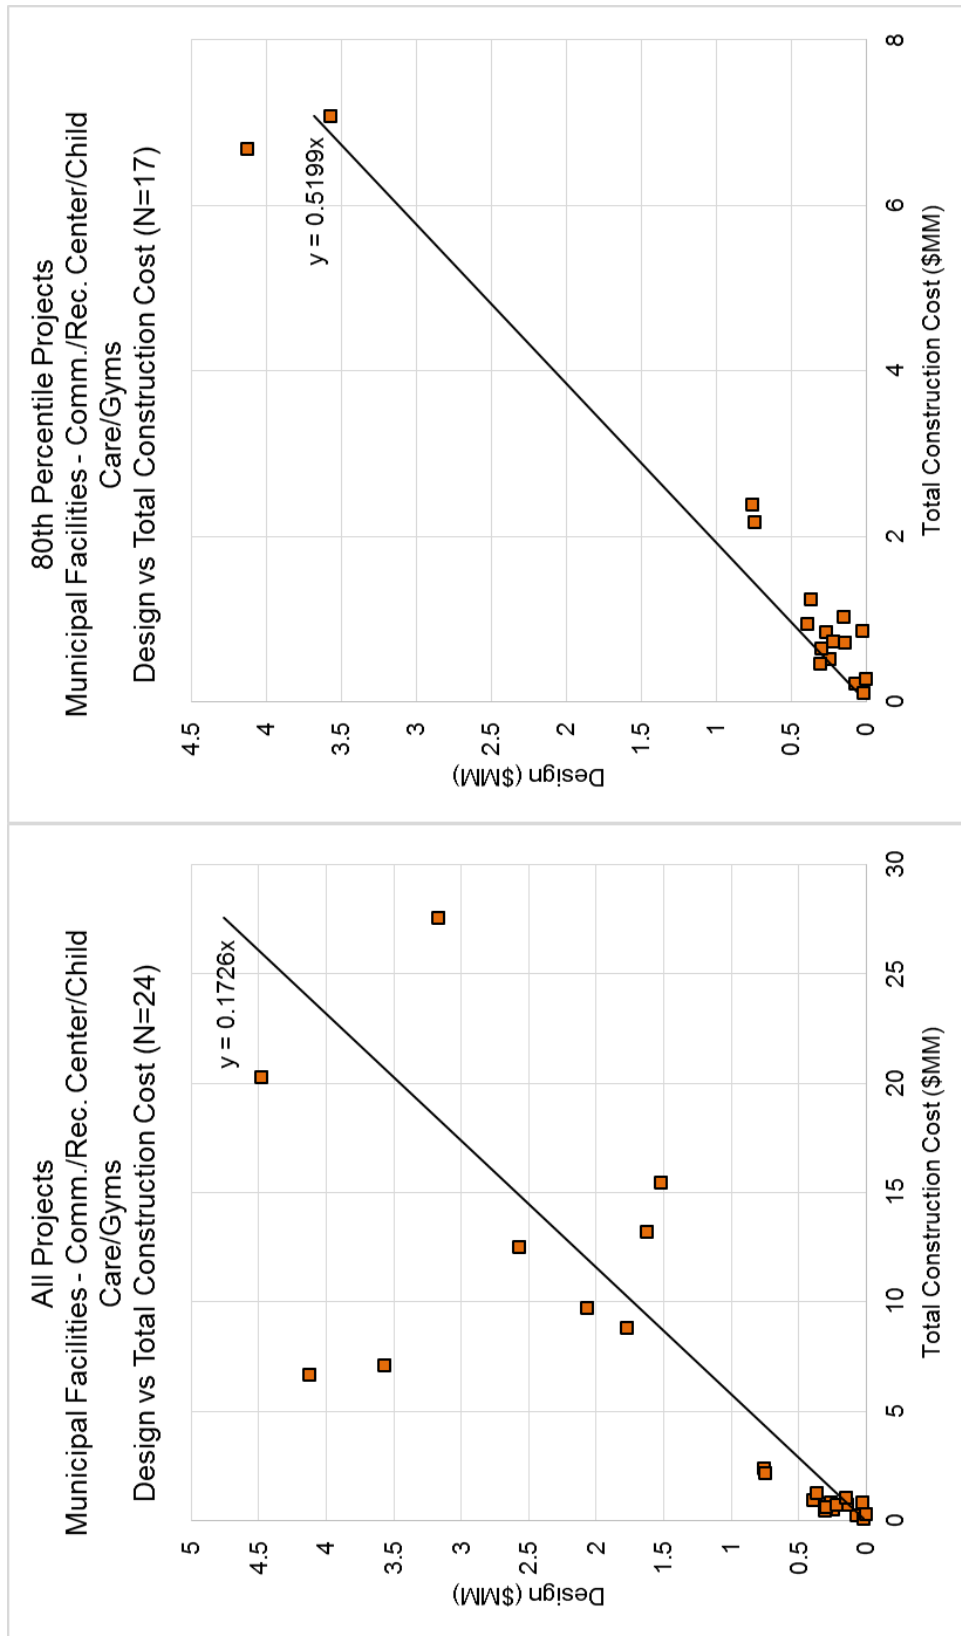 All Projects
Municipal Facilities - Comm./Rec. Center/Child
Care/Gyms
Design vs Total Construction Cost (N=24)
y = 0.1726x
Design ($MM)
5
4.5
4
3.5
3
2.5
2
1.5
1
0.5
0
0
5
10
15
20
25
30
Total Construction Cost ($MM)
80th Percentile Projects
Municipal Facilities - Comm./Rec. Center/Child
Care/Gyms
Design vs Total Construction Cost (N=17)
y = 0.5199x
Design ($MM)
4.5
4
3.5
3
2.5
2
1.5
1
0.5
0
0
2
4
6
8
Total Construction Cost ($MM)